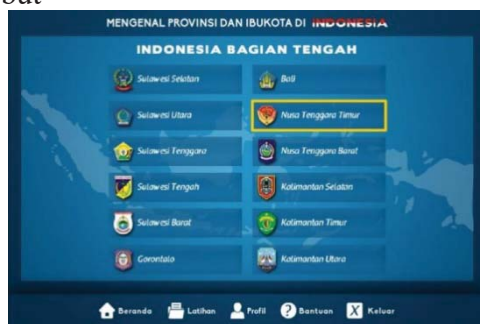 MENGENAL PROVINSI DAN IBUKOTA DI INDONESIA
INDONESIA BAGIAN TENGAH
Sulawesi Selatan
Bali
Sulawesi Utara
Nusa Tenggara Timur
Sulawesi Tenggara
Nusa Tenggara Barat
Sulawesi Tengah
Kalimantan Selatan
Sulawesi Barat
Kalimantan Timur
Gorontalo
Kalimantan Utara
Beranda
Latihan
Profil
? Bantuan
X Keluar